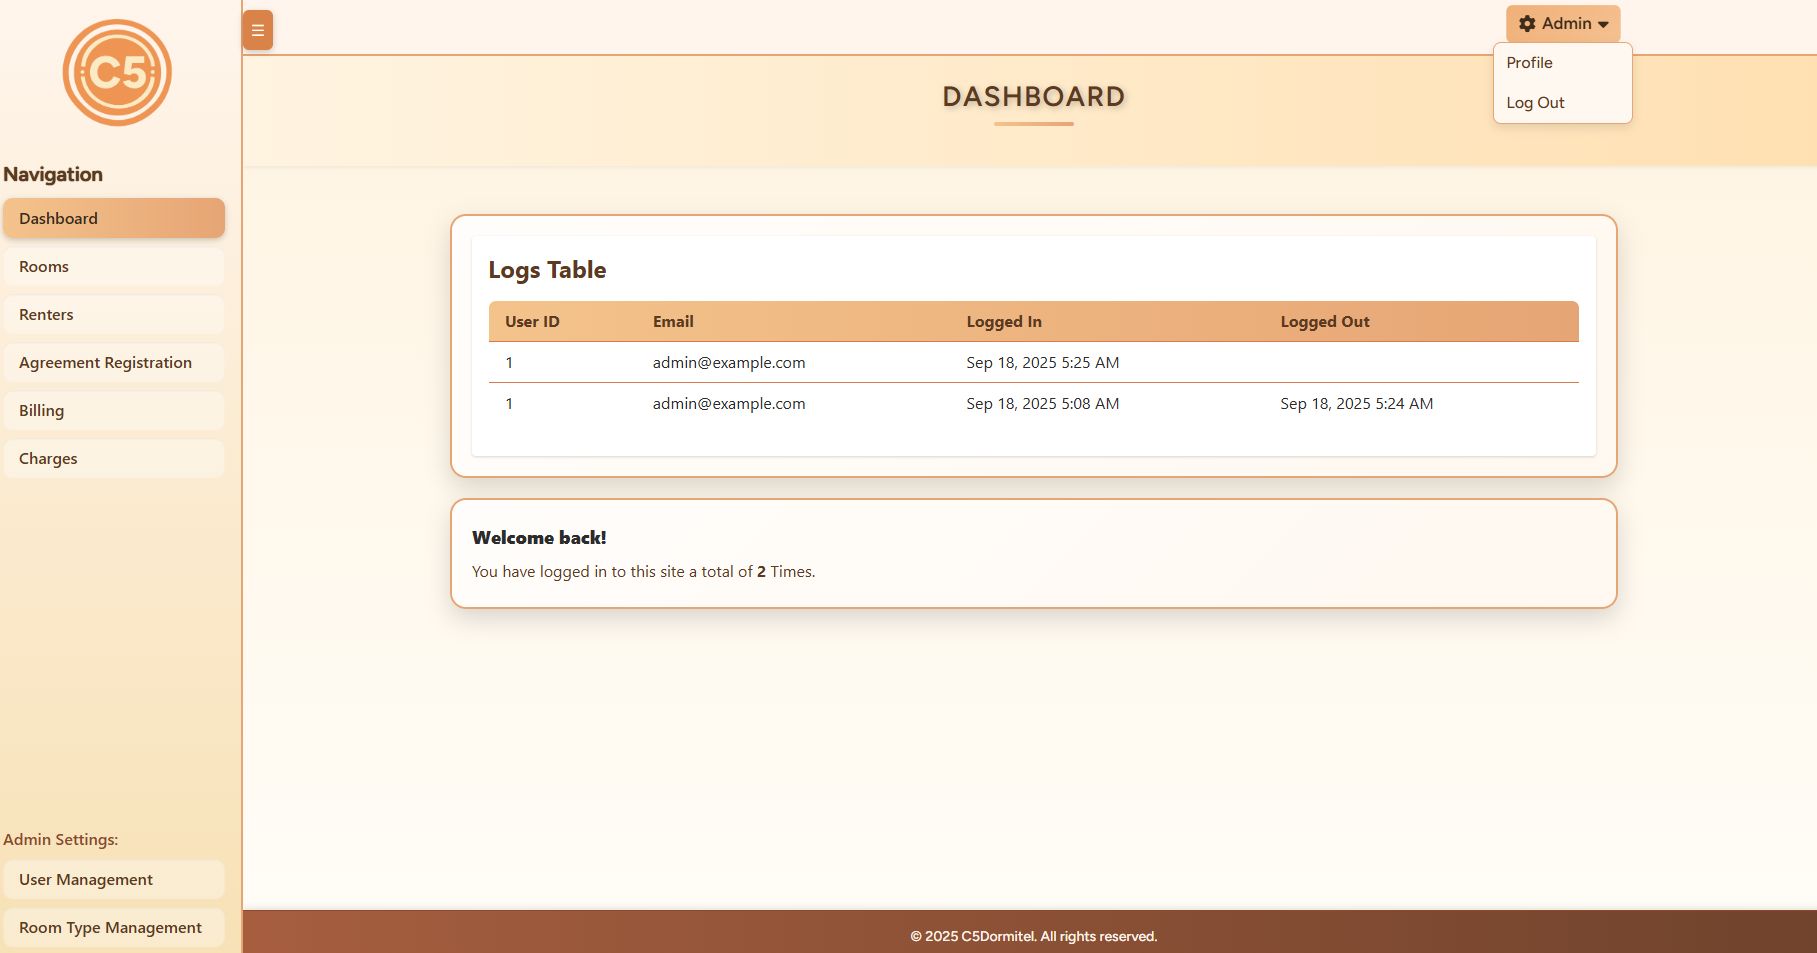 C5
☰
Admin
Profile
Log Out
DASHBOARD
Navigation
Dashboard
Rooms
Renters
Agreement Registration
Billing
Charges
Logs Table
User ID Email Logged In Logged Out
1 admin@example.com Sep 18, 2025 5:25 AM
1 admin@example.com Sep 18, 2025 5:08 AM Sep 18, 2025 5:24 AM
Welcome back!
You have logged in to this site a total of 2 Times.
Admin Settings:
User Management
Room Type Management
© 2025 C5Dormitel. All rights reserved.